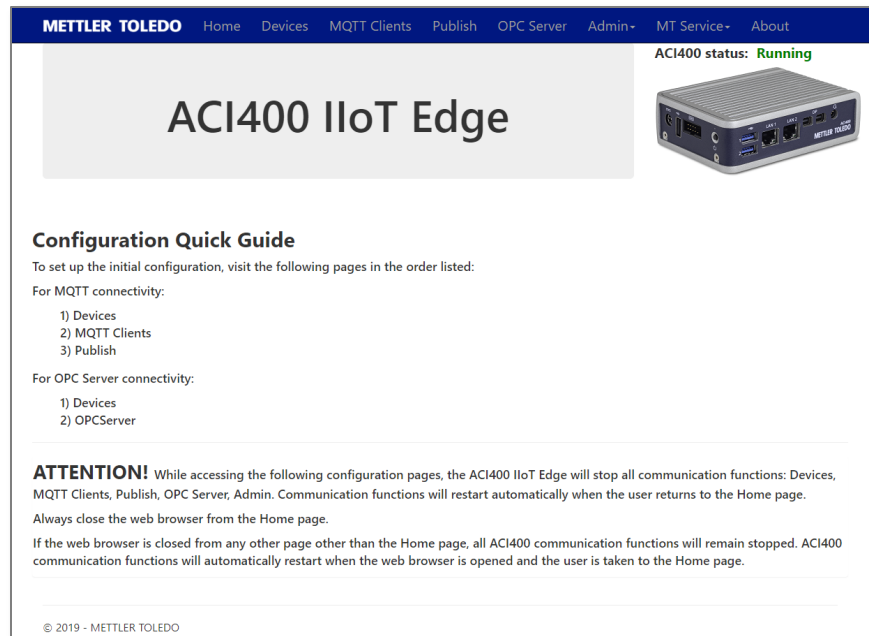 METTLER TOLEDO Home Devices MQTT Clients Publish OPC Server Admin MT Service About
ACI400 status: Running
ACI400 IIoT Edge
LAN 1
LAN 2
METTLER TOLEDO
Configuration Quick Guide
To set up the initial configuration, visit the following pages in the order listed:
For MQTT connectivity:
1) Devices
2) MQTT Clients
3) Publish
For OPC Server connectivity:
1) Devices
2) OPCServer
ATTENTION! While accessing the following configuration pages, the ACI400 IIoT Edge will stop all communication functions: Devices,
MQTT Clients, Publish, OPC Server, Admin. Communication functions will restart automatically when the user returns to the Home page.
Always close the web browser from the Home page.
If the web browser is closed from any other page other than the Home page, all ACI400 communication functions will remain stopped. ACI400
communication functions will automatically restart when the web browser is opened and the user is taken to the Home page.
© 2019 - METTLER TOLEDO